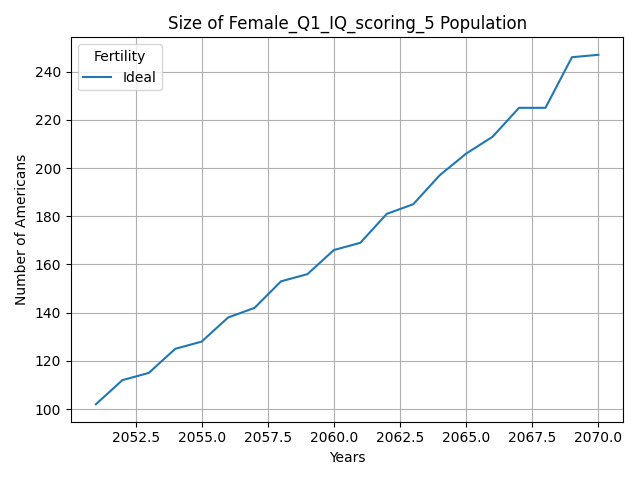 Size of Female_Q1_IQ_scoring_5 Population
Fertility
Ideal
Number of Americans
240
220
200
180
160
140
120
100
2052.5 2055.0 2057.5 2060.0 2062.5 2065.0 2067.5 2070.0
Years